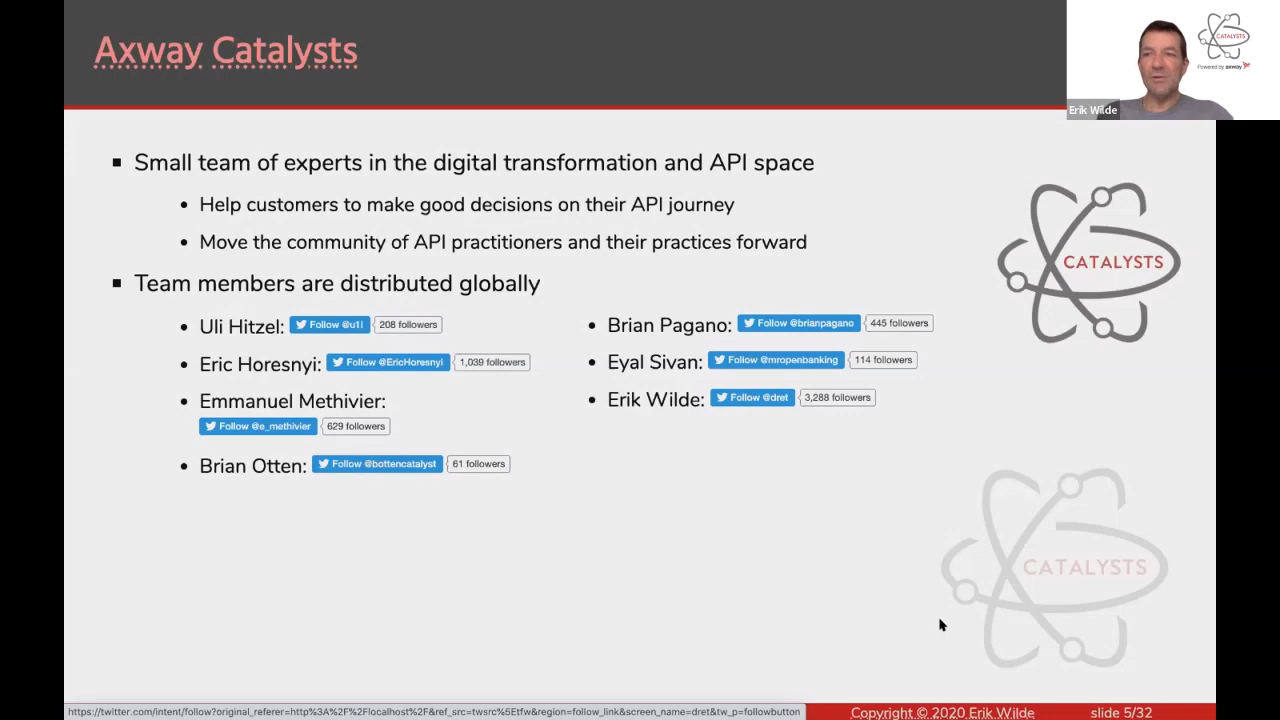 Axway Catalysts
CATALYSTS
Powered by axway
Erik Wilde
Small team of experts in the digital transformation and API space
Help customers to make good decisions on their API journey
Move the community of API practitioners and their practices forward
CATALYSTS
Team members are distributed globally
Uli Hitzel: Follow @u1i 208 followers
Eric Horesnyi: Follow @EricHoresnyi 1,039 followers
Emmanuel Methivier:
Follow @e_methivier 629 followers
Brian Otten: Follow @bottencatalyst 61 followers
Brian Pagano: Follow @brianpagano 445 followers
Eyal Sivan: Follow @mropenbanking 114 followers
Erik Wilde: Follow @dret 3,288 followers
CATALYSTS
https://twitter.com/intent/follow?original_referer=http%3A%2F%2Flocalhost%2F&ref_src=twsrc%5Etfw&region=follow_link&screen_name=dret&tw_p=followbutton
Copyright © 2020 Erik Wilde
slide 5/32